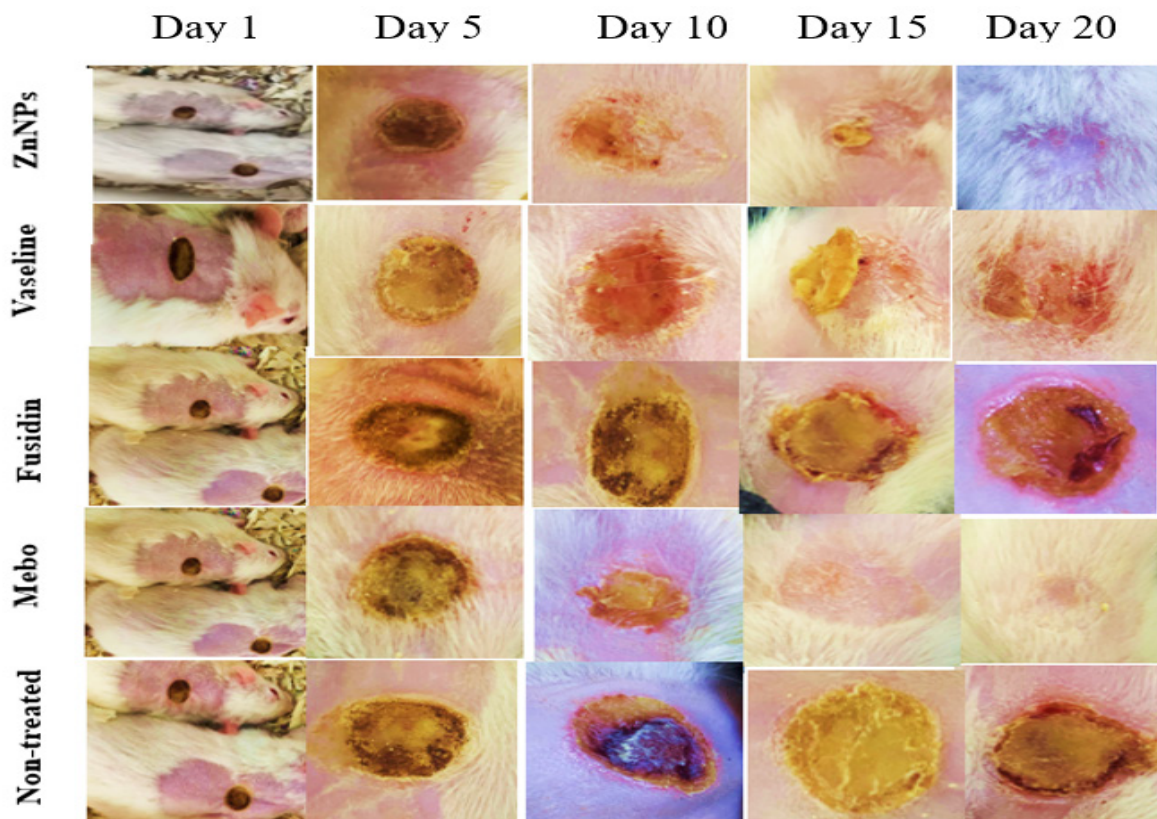 Day 1 Day 5 Day 10 Day 15 Day 20
ZnNPs
Vaseline
Fusidin
Mebo
Non-treated